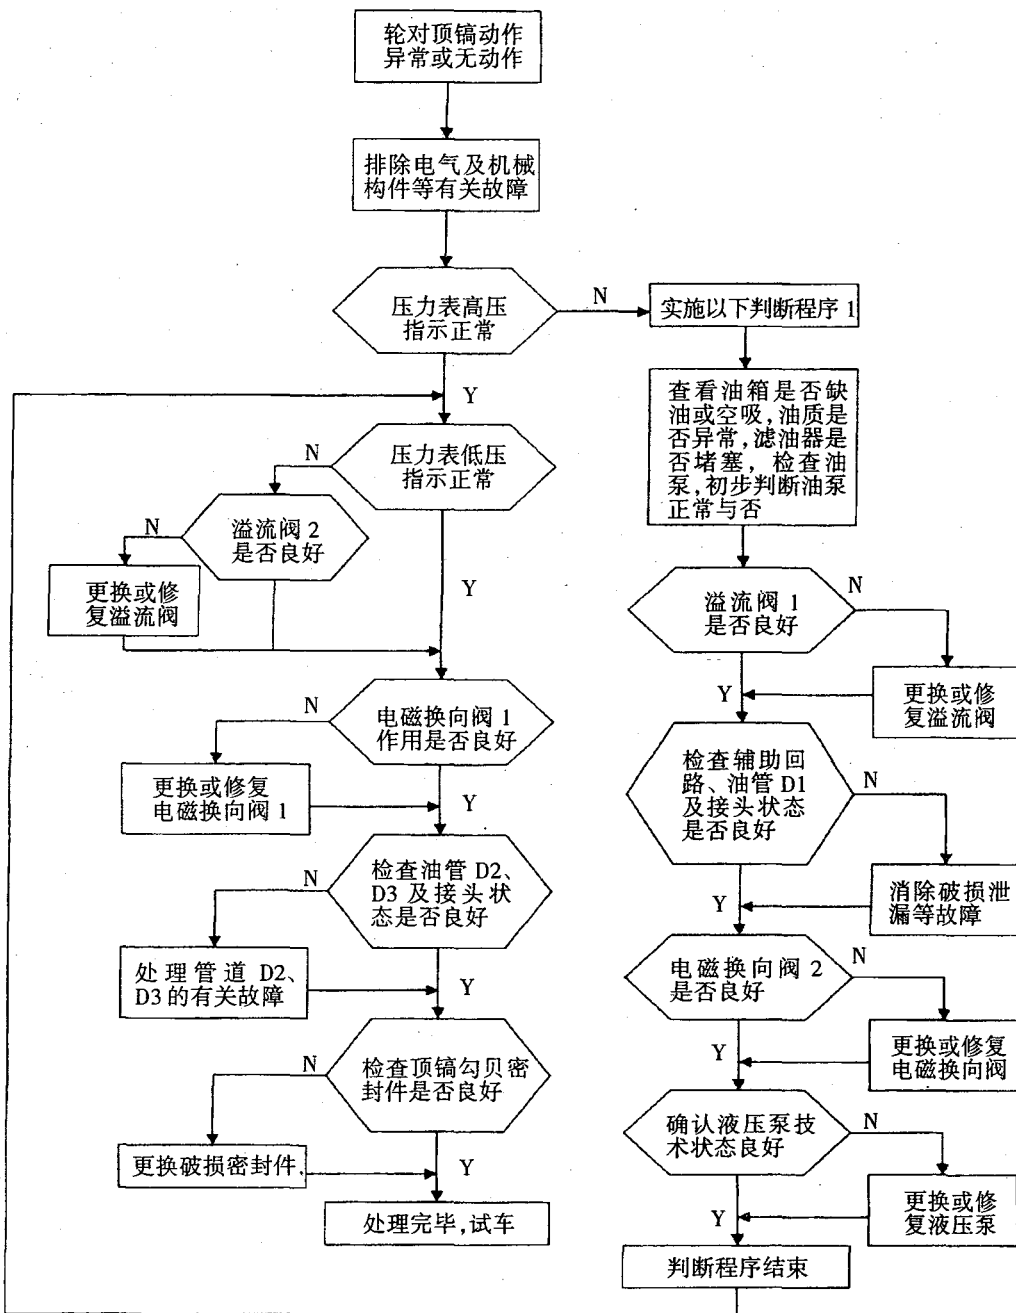 轮对顶镐动作
异常或无动作
排除电气及机械
构件等有关故障
压力表高压
指示正常
N
实施以下判断程序1
Y
查看油箱是否缺
油或空吸,油质是
否异常,滤油器是
否堵塞,检查油
泵,初步判断油泵
正常与否
压力表低压
指示正常
N
溢流阀2
是否良好
N
更换或修
复溢流阀
Y
溢流阀1
是否良好
N
更换或修
复溢流阀
Y
电磁换向阀1
作用是否良好
N
更换或修复
电磁换向阀1
Y
检查辅助回
路、油管D1
及接头状态
是否良好
N
消除破损泄
漏等故障
Y
检查油管D2、
D3及接头状
态是否良好
N
处理管道D2、
D3的有关故障
Y
电磁换向阀2
是否良好
N
更换或修复
电磁换向阀
Y
检查顶镐勾贝密
封件是否良好
N
更换破损密封件
Y
处理完毕,试车
确认液压泵技
术状态良好
N
更换或修
复液压泵
Y
判断程序结束